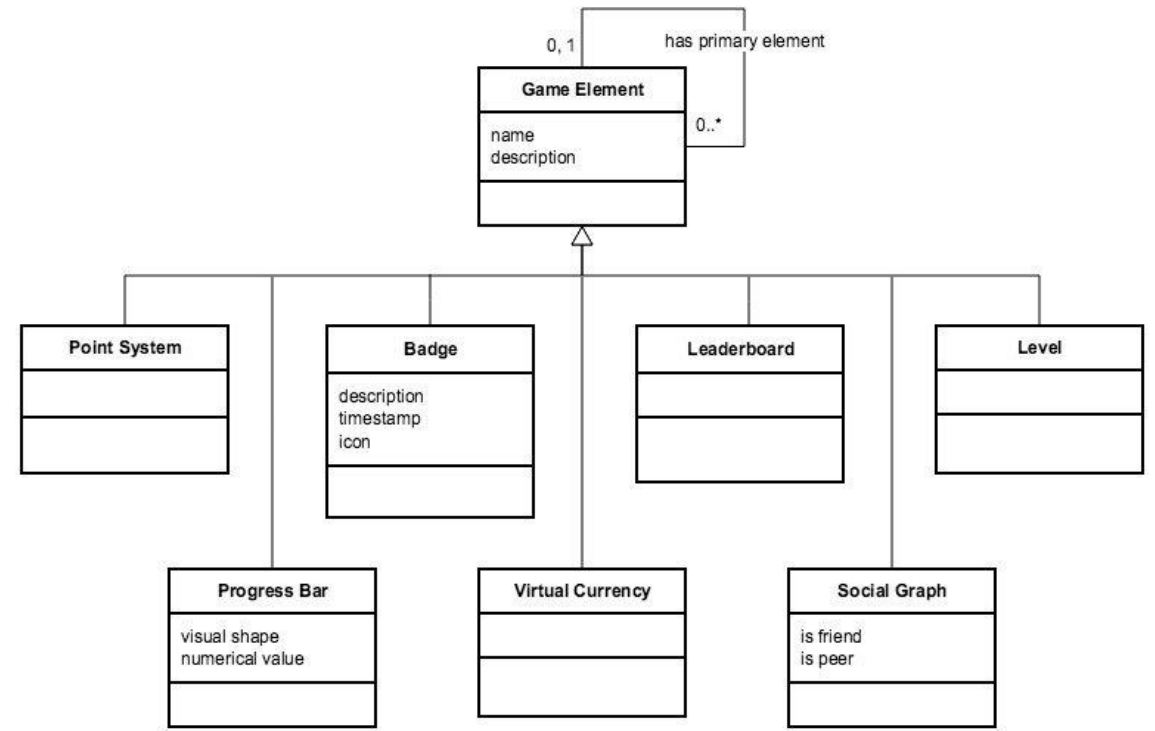 has primary element
0, 1
Game Element
0..*
name
description
Point System
Badge
Leaderboard
Level
description
timestamp
icon
Progress Bar
Virtual Currency
Social Graph
visual shape
numerical value
is friend
is peer